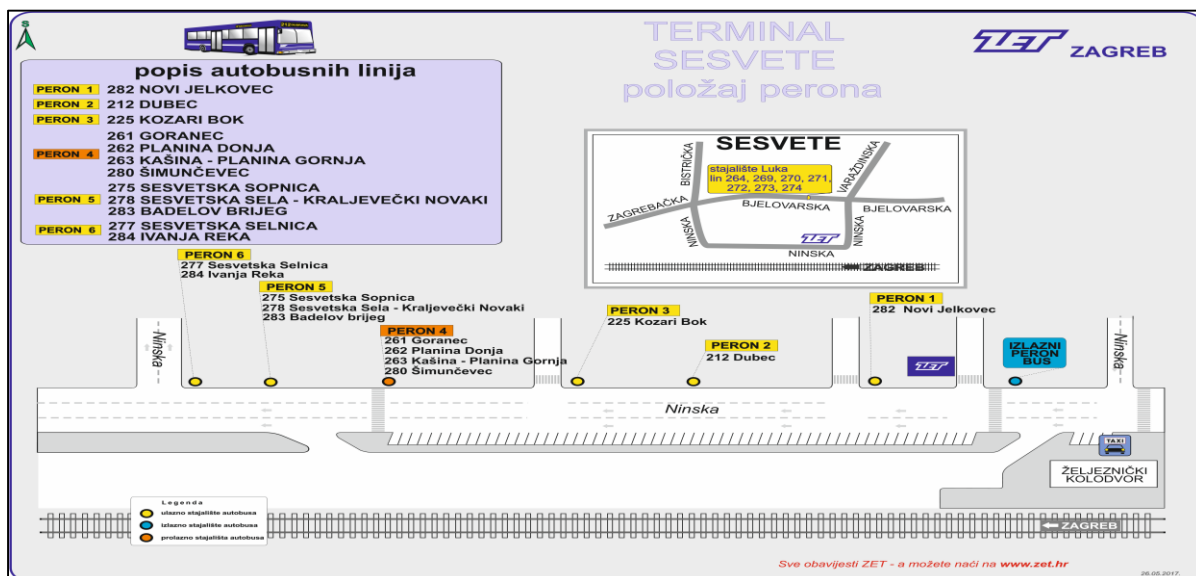 S
TERMINAL
SESVETE
položaj perona
ZET ZAGREB
popis autobusnih linija
PERON 1 282 NOVI JELKOVEC
PERON 2 212 DUBEC
PERON 3 225 KOZARI BOK
PERON 4
261 GORANEC
262 PLANINA DONJA
263 KAŠINA - PLANINA GORNJA
280 ŠIMUNČEVEC
PERON 5
275 SESVETSKA SOPNICA
278 SESVETSKA SELA - KRALJEVEČKI NOVAKI
283 BADELOV BRIJEG
PERON 6
277 SESVETSKA SELNICA
284 IVANJA REKA
SESVETE
stajalište Luka
lin 264, 269, 270, 271,
272, 273, 274
BISTRIČKA
VARAŽDINSKA
ZAGREBAČKA
BJELOVARSKA
BJELOVARSKA
NINSKA
ZET
NINSKA
NINSKA
ZAGREB
PERON 6
277 Sesvetska Selnica
284 Ivanja Reka
PERON 5
275 Sesvetska Sopnica
278 Sesvetska Sela - Kraljevečki Novaki
283 Badelov brijeg
PERON 4
261 Goranec
262 Planina Donja
263 Kašina - Planina Gornja
280 Šimunčevec
PERON 3
225 Kozari Bok
PERON 2
212 Dubec
PERON 1
282 Novi Jelkovec
ZET
IZLAZNI
PERON
BUS
Ninska
Ninska
Ninska
TAXI
ŽELJEZNIČKI
KOLODVOR
Legenda
ulazno stajalište autobusa
izlazno stajalište autobusa
prolazno stajališta autobusa
ZAGREB
Sve obavijesti ZET - a možete naći na www.zet.hr
26.05.2017.